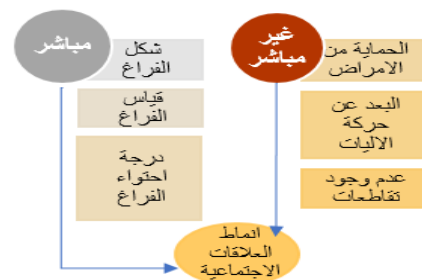 مباشر
شكل
الفراغ
قياس
الفراغ
درجة
احتواء
الفراغ
غير
مباشر
الحماية من
الامراض
البعد عن
حركة
الاليات
عدم وجود
تقاطعات
انماط
العلاقات
الاجتماعية